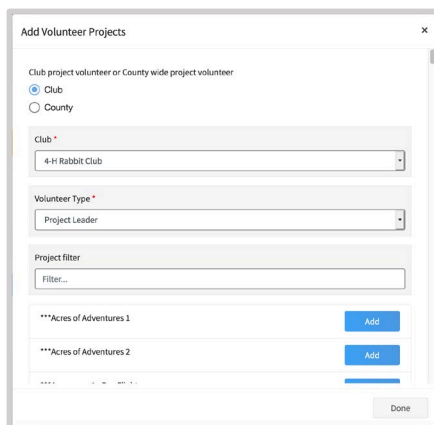 Add Volunteer Projects
×
Club project volunteer or County wide project volunteer
Club
County
Club *
4-H Rabbit Club
Volunteer Type *
Project Leader
Project filter
Filter...
***Acres of Adventures 1
Add
***Acres of Adventures 2
Add
Done